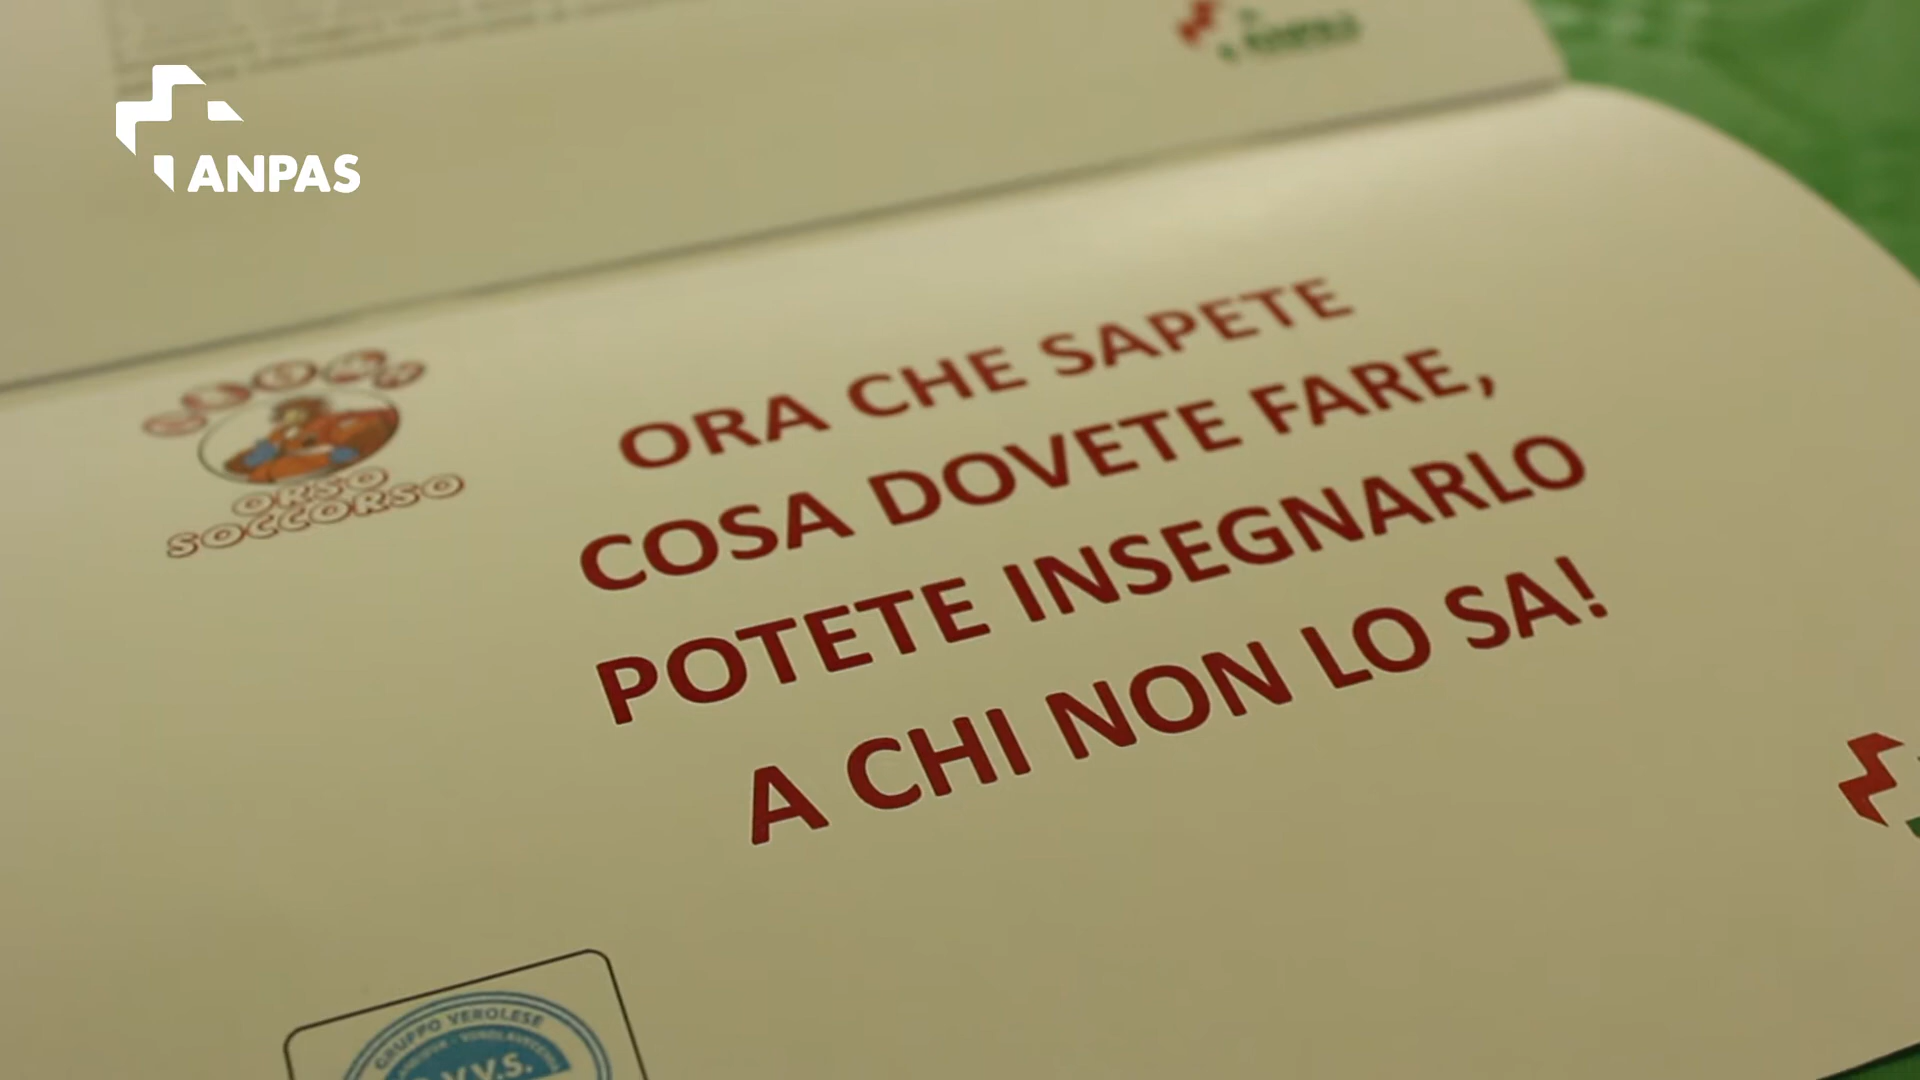 ANPAS
ORSO
SOCCORSO
ORA CHE SAPETE
COSA DOVETE FARE,
POTETE INSEGNARLO
A CHI NON LO SA!
GRUPPO VEROLESE
V.V.S.